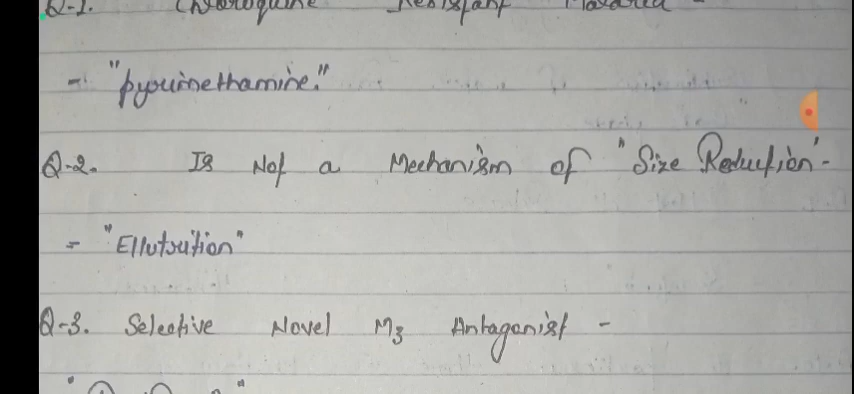 Q-1. Chloroquine Resistant Malaria -
- "pyrimethamine."
Q-2. Is Not a Mechanism of "Size Reduction" -
= "Ellutrition"
Q-3. Selective Novel M3 Antagonist -